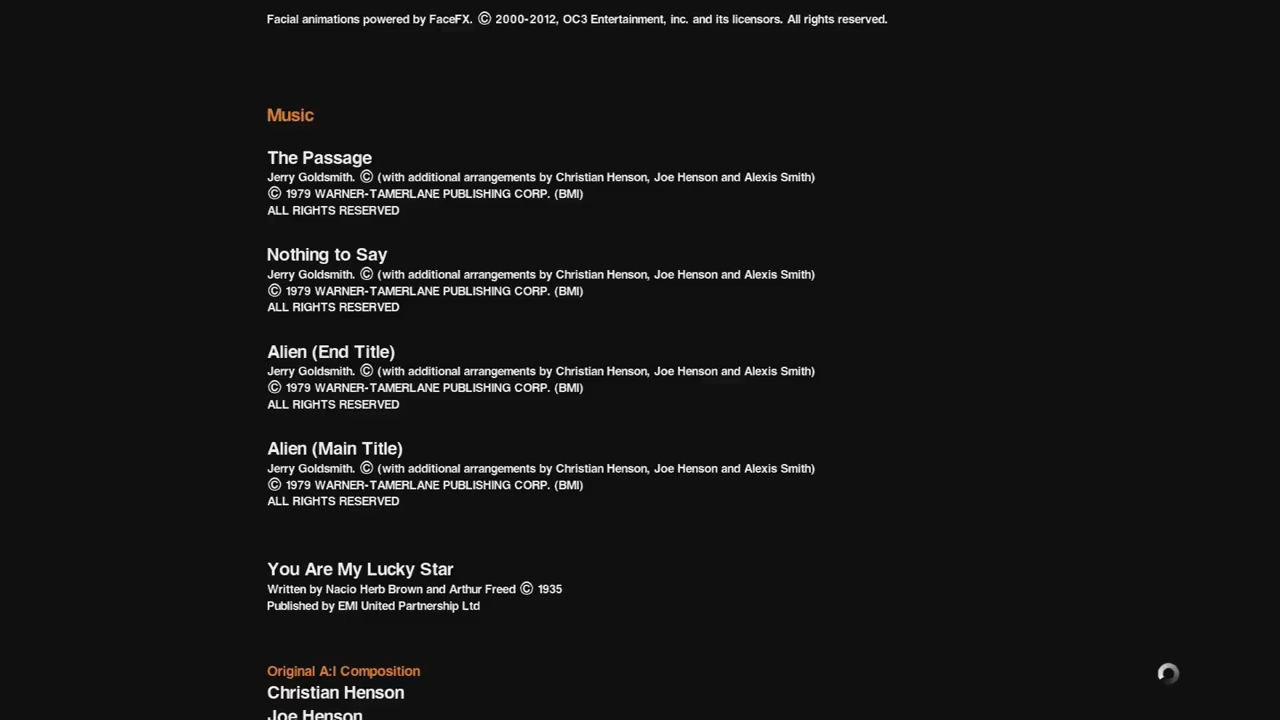 Facial animations powered by FaceFX. © 2000-2012, OC3 Entertainment, inc. and its licensors. All rights reserved.
Music
The Passage
Jerry Goldsmith. © (with additional arrangements by Christian Henson, Joe Henson and Alexis Smith)
© 1979 WARNER-TAMERLANE PUBLISHING CORP. (BMI)
ALL RIGHTS RESERVED
Nothing to Say
Jerry Goldsmith. © (with additional arrangements by Christian Henson, Joe Henson and Alexis Smith)
© 1979 WARNER-TAMERLANE PUBLISHING CORP. (BMI)
ALL RIGHTS RESERVED
Alien (End Title)
Jerry Goldsmith. © (with additional arrangements by Christian Henson, Joe Henson and Alexis Smith)
© 1979 WARNER-TAMERLANE PUBLISHING CORP. (BMI)
ALL RIGHTS RESERVED
Alien (Main Title)
Jerry Goldsmith. © (with additional arrangements by Christian Henson, Joe Henson and Alexis Smith)
© 1979 WARNER-TAMERLANE PUBLISHING CORP. (BMI)
ALL RIGHTS RESERVED
You Are My Lucky Star
Written by Nacio Herb Brown and Arthur Freed © 1935
Published by EMI United Partnership Ltd
Original A:I Composition
Christian Henson
Joe Henson